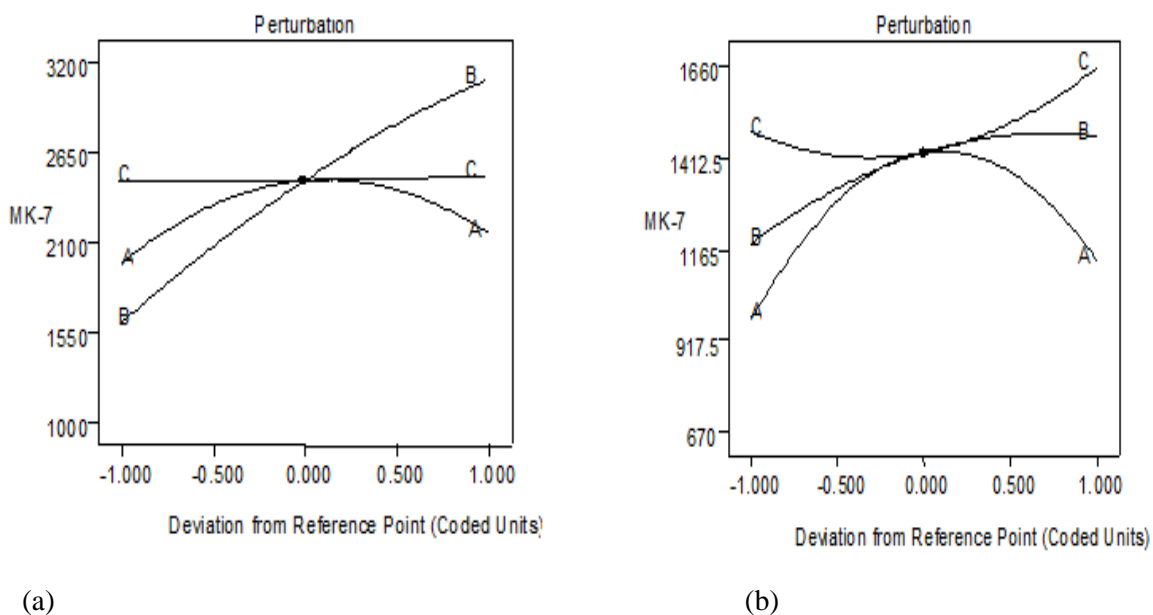 Perturbation
3200
2650
2100
1550
1000
MK-7
B
C
C
A
A
B
-1.000 -0.500 0.000 0.500 1.000
Deviation from Reference Point (Coded Units)
(a)
Perturbation
1660
1412.5
1165
917.5
670
MK-7
C
C
B
B
A
A
-1.000 -0.500 0.000 0.500 1.000
Deviation from Reference Point (Coded Units)
(b)